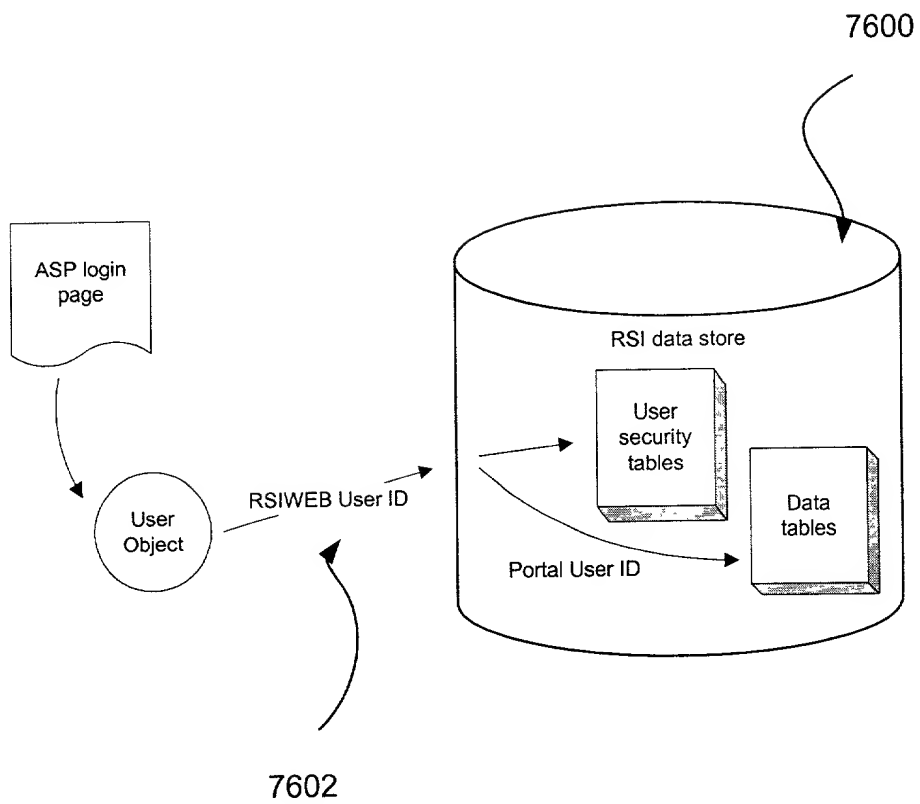 7600
ASP login
page
RSI data store
User
security
tables
Data
tables
RSIWEB User ID
User
Object
Portal User ID
7602